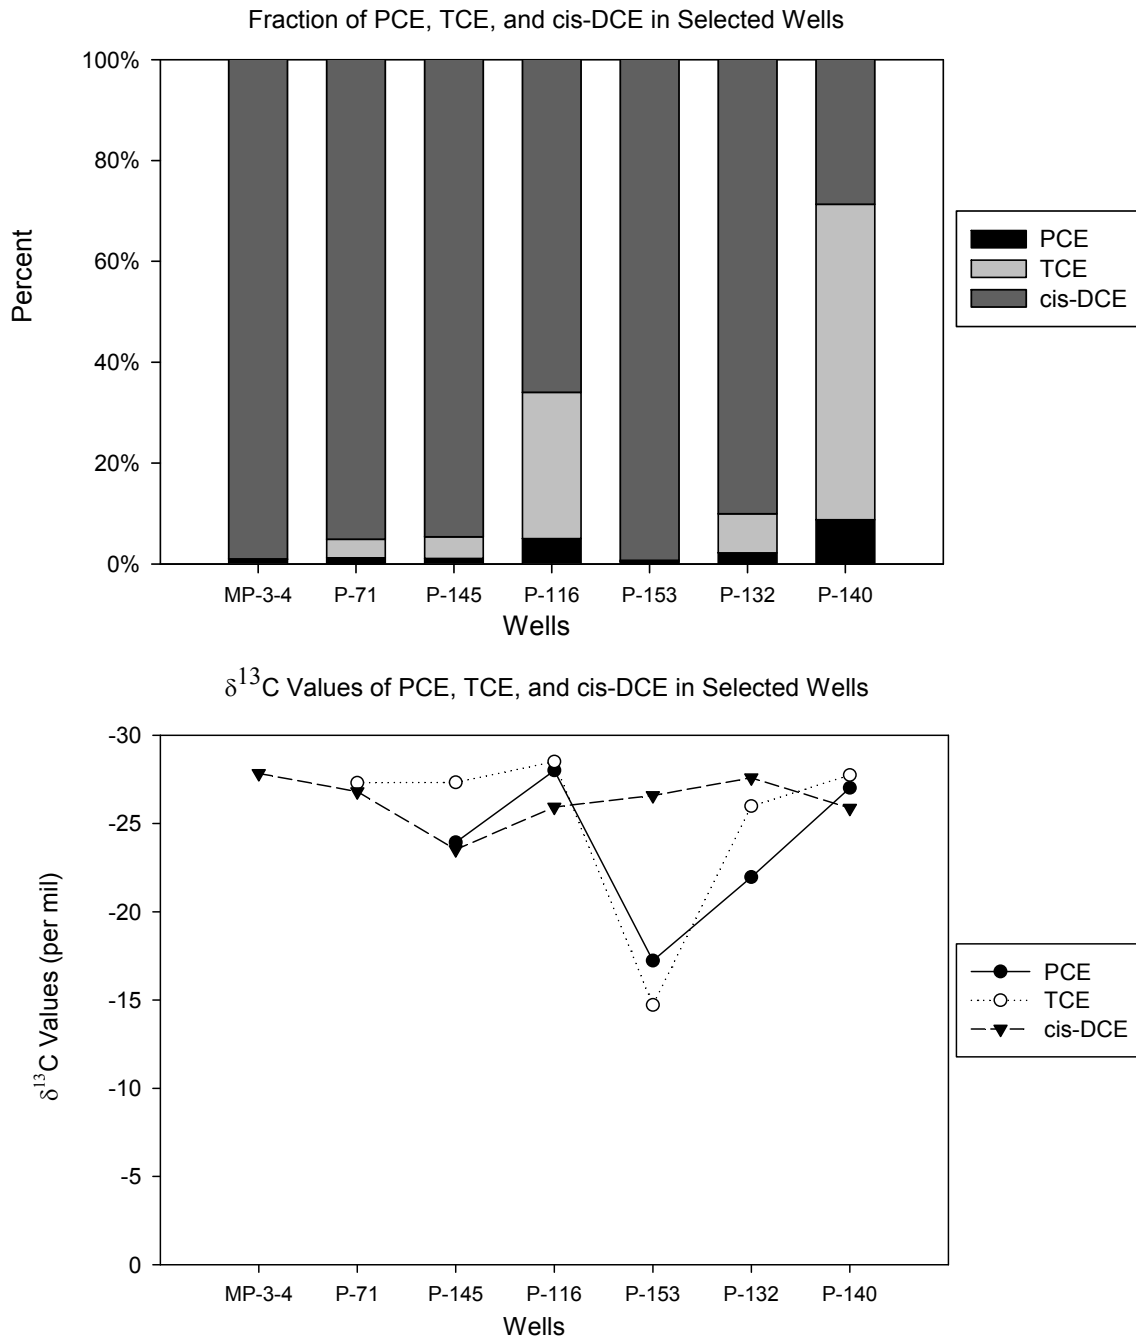 Fraction of PCE, TCE, and cis-DCE in Selected Wells
100%
80%
60%
40%
20%
0%
Percent
MP-3-4 P-71 P-145 P-116 P-153 P-132 P-140
Wells
PCE
TCE
cis-DCE
δ13C Values of PCE, TCE, and cis-DCE in Selected Wells
-30
-25
-20
-15
-10
-5
0
δ13C Values (per mil)
MP-3-4 P-71 P-145 P-116 P-153 P-132 P-140
Wells
PCE
TCE
cis-DCE